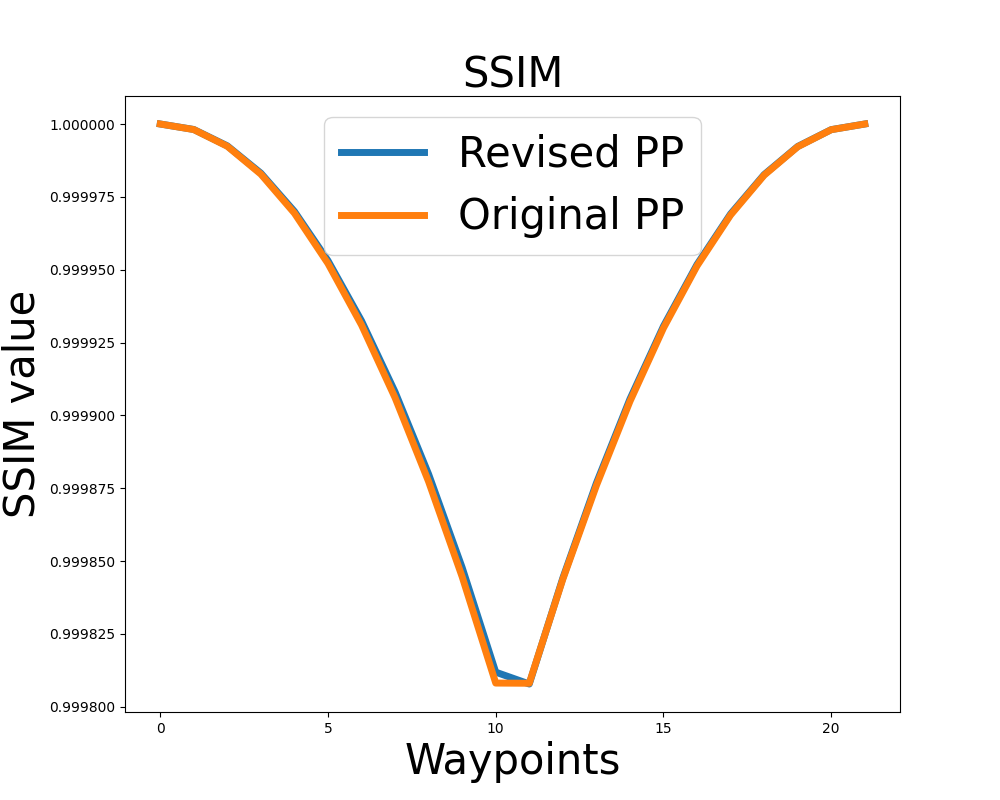 SSIM
Revised PP
Original PP
SSIM value
1.000000
0.999975
0.999950
0.999925
0.999900
0.999875
0.999850
0.999825
0.999800
0 5 10 15 20
Waypoints